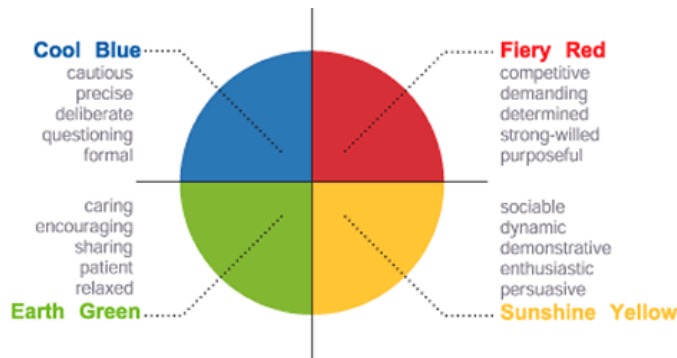 Cool Blue
cautious
precise
deliberate
questioning
formal
Fiery Red
competitive
demanding
determined
strong-willed
purposeful
caring
encouraging
sharing
patient
relaxed
Earth Green
sociable
dynamic
demonstrative
enthusiastic
persuasive
Sunshine Yellow